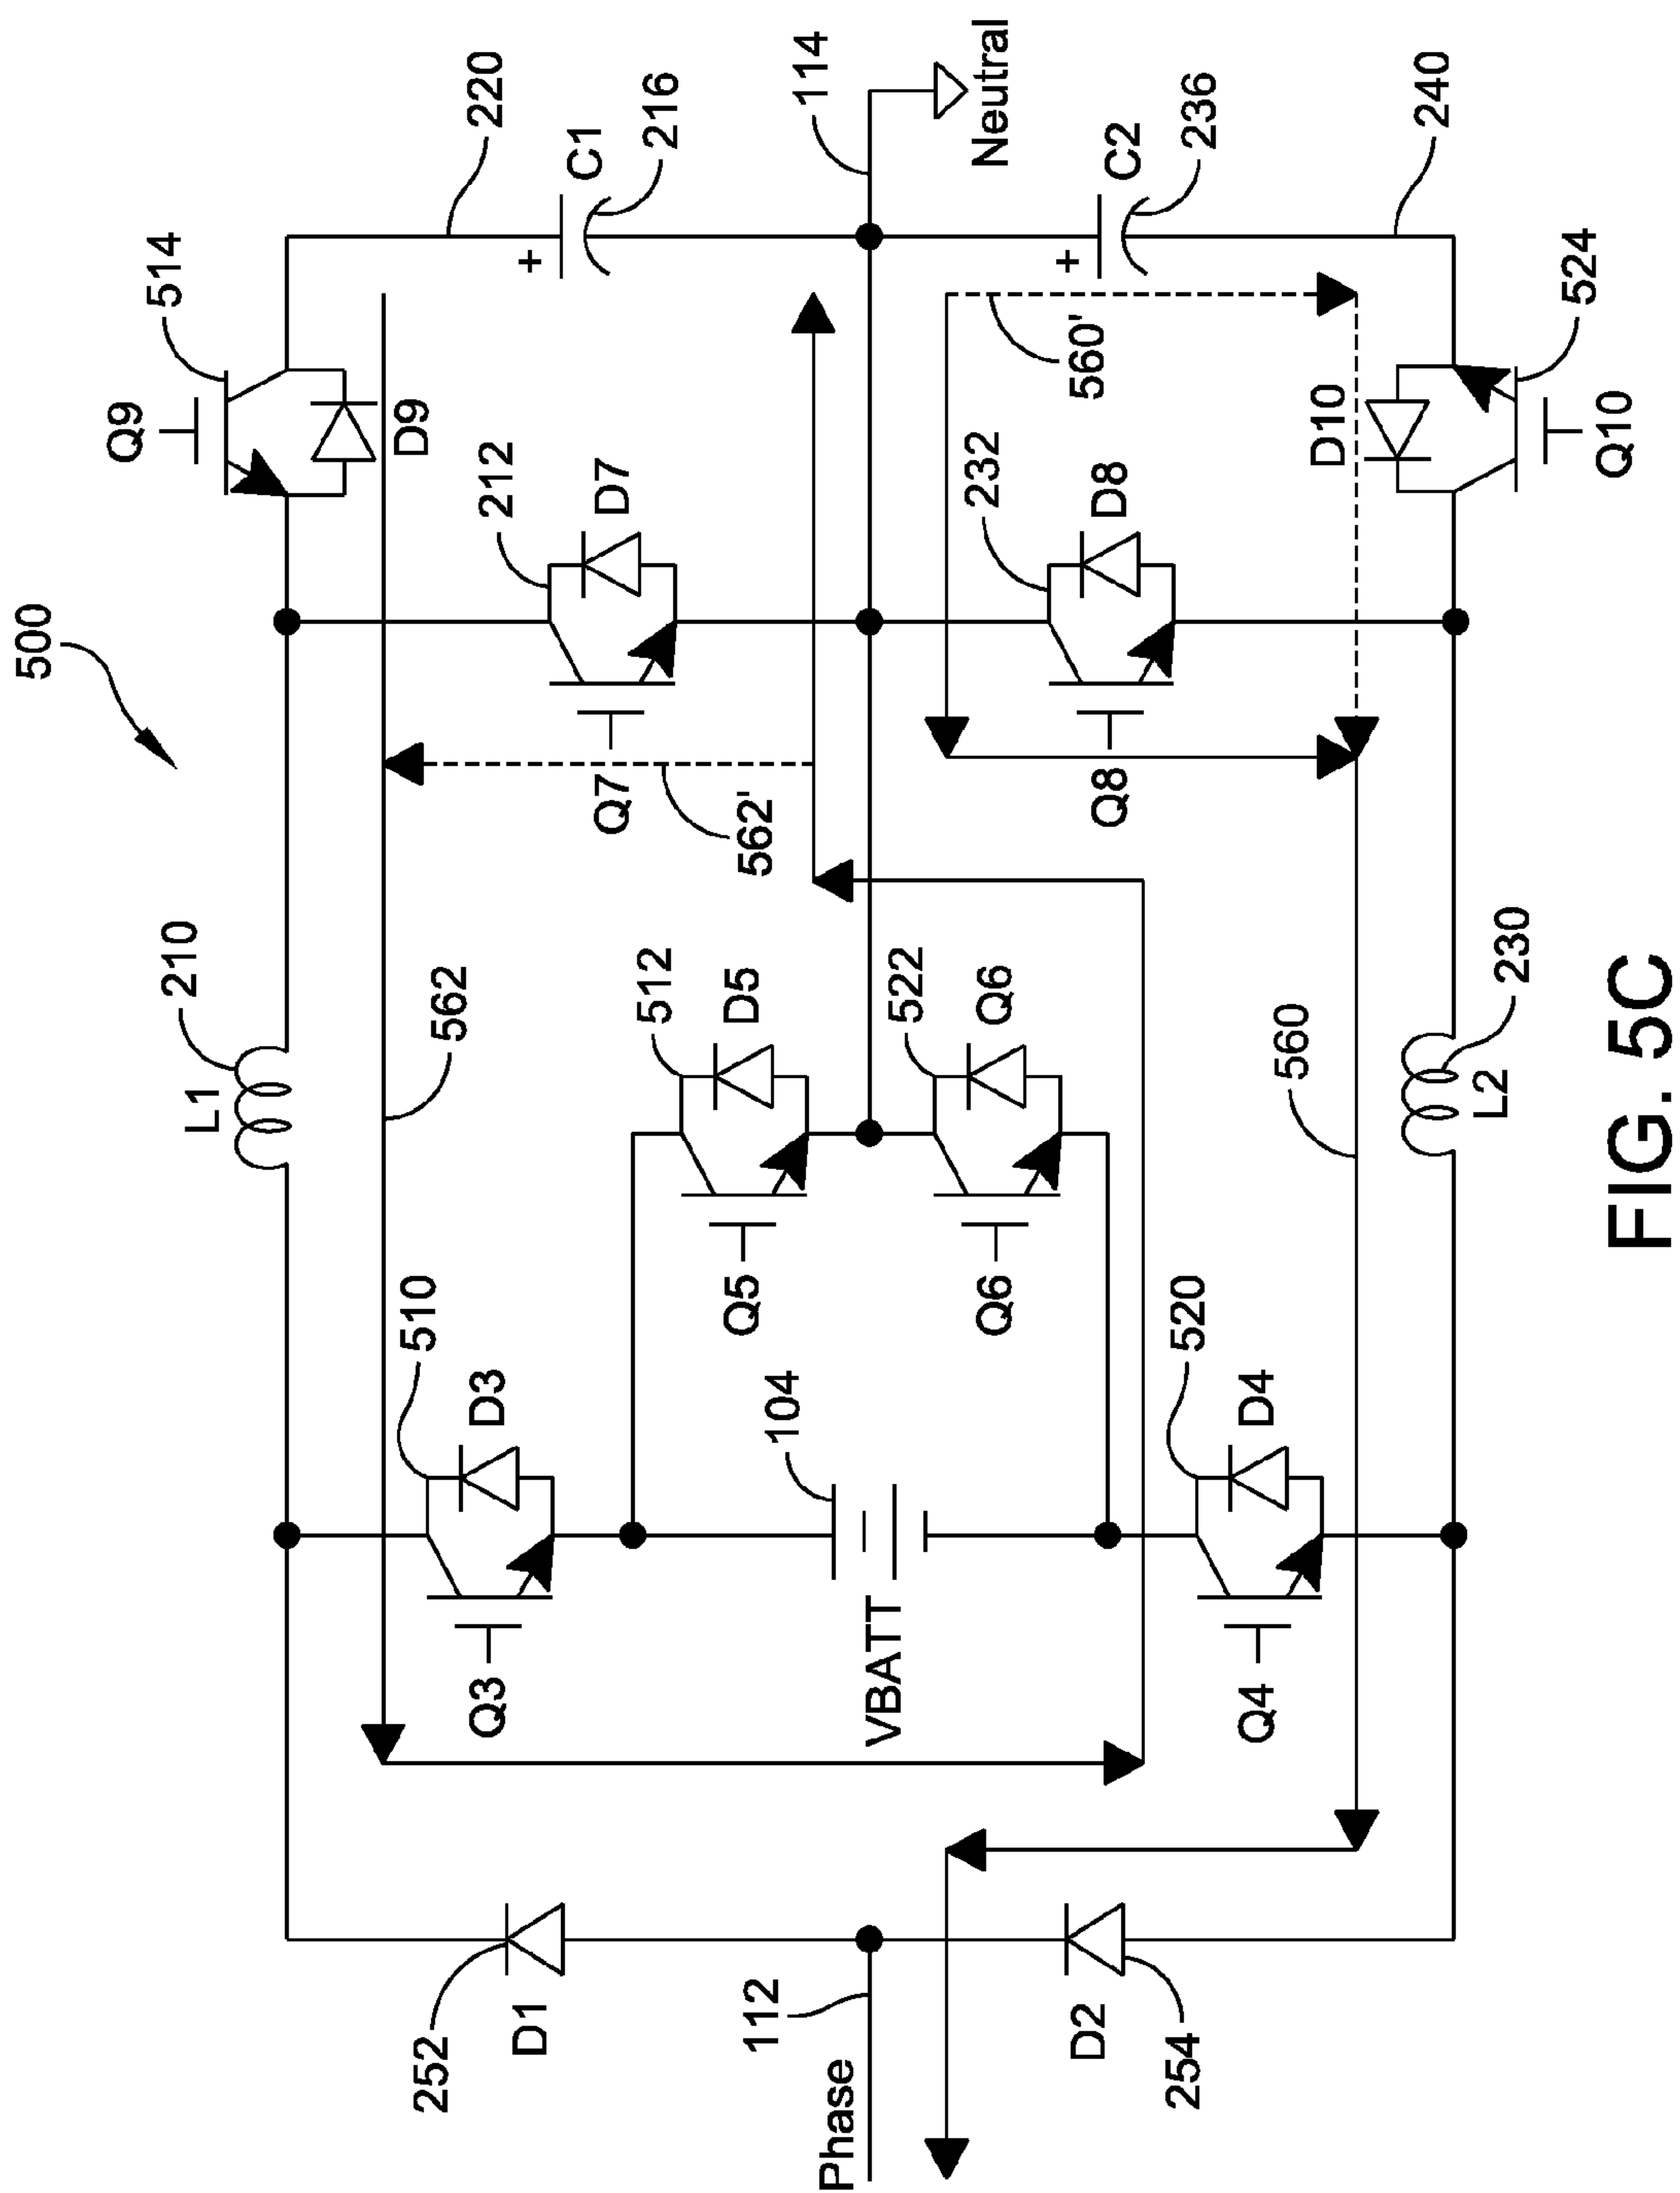 500
Q9
514
D9
220
L1
210
562
C1
216
212
D7
Q7
562'
510
D3
Q3
512
D5
Q5
114
Neutral
252
D1
104
VBATT
522
Q6
Q6
232
D8
Q8
C2
236
560'
112
Phase
D2
254
520
D4
Q4
560
D10
240
524
Q10
L2
230
FIG. 5C